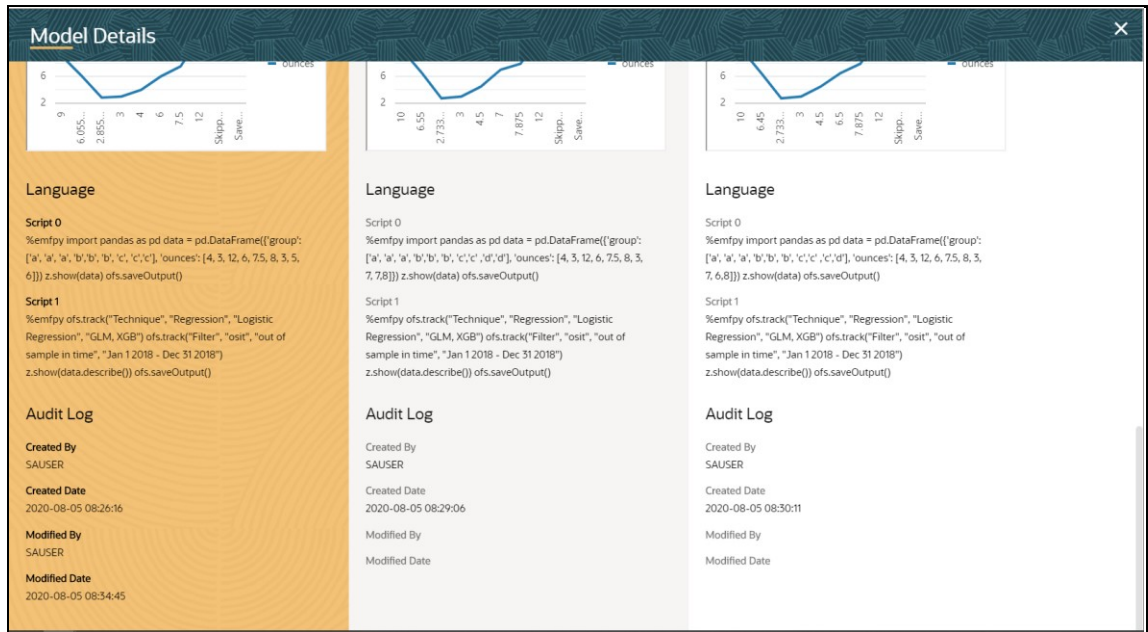 Model Details
ounces
6
2
9
6.055...
2.855...
3
4
6
7.5
12
Skipp...
Save...
Language
Script 0
%emfpy import pandas as pd data = pd.DataFrame({'group':
['a', 'a', 'a', 'b','b', 'b', 'c', 'c','c'], 'ounces': [4, 3, 12, 6, 7.5, 8, 3, 5,
6]}) z.show(data) ofs.saveOutput()
Script 1
%emfpy ofs.track("Technique", "Regression", "Logistic
Regression", "GLM, XGB") ofs.track("Filter", "osit", "out of
sample in time", "Jan 1 2018 - Dec 31 2018")
z.show(data.describe()) ofs.saveOutput()
Audit Log
Created By
SAUSER
Created Date
2020-08-05 08:26:16
Modified By
SAUSER
Modified Date
2020-08-05 08:34:45
ounces
6
2
10
6.55
2.733...
3
4.5
7
7.875
12
Skipp...
Save...
Language
Script 0
%emfpy import pandas as pd data = pd.DataFrame({'group':
['a', 'a', 'a', 'b','b', 'b', 'c','c' ,'d','d'], 'ounces': [4, 3, 12, 6, 7.5, 8, 3,
7, 7,8]}) z.show(data) ofs.saveOutput()
Script 1
%emfpy ofs.track("Technique", "Regression", "Logistic
Regression", "GLM, XGB") ofs.track("Filter", "osit", "out of
sample in time", "Jan 1 2018 - Dec 31 2018")
z.show(data.describe()) ofs.saveOutput()
Audit Log
Created By
SAUSER
Created Date
2020-08-05 08:29:06
Modified By
Modified Date
ounces
6
2
10
6.45
2.733...
3
4.5
6.5
7.875
12
Skipp...
Save...
Language
Script 0
%emfpy import pandas as pd data = pd.DataFrame({'group':
['a', 'a', 'a', 'b','b', 'b', 'c','c' ,'c','d'], 'ounces': [4, 3, 12, 6, 7.5, 8, 3,
7, 6,8]}) z.show(data) ofs.saveOutput()
Script 1
%emfpy ofs.track("Technique", "Regression", "Logistic
Regression", "GLM, XGB") ofs.track("Filter", "osit", "out of
sample in time", "Jan 1 2018 - Dec 31 2018")
z.show(data.describe()) ofs.saveOutput()
Audit Log
Created By
SAUSER
Created Date
2020-08-05 08:30:11
Modified By
Modified Date